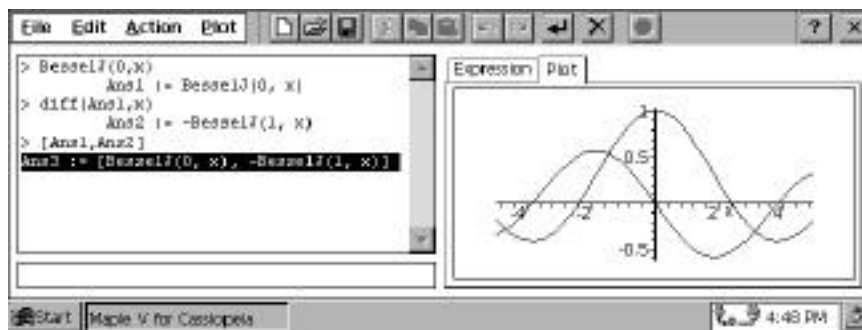 File Edit Action Plot
?
> BesselJ(0,x)
Ans1 := BesselJ(0, x)
> diff(Ans1,x)
Ans2 := -BesselJ(1, x)
> [Ans1,Ans2]
Ans3 := [BesselJ(0, x), -BesselJ(1, x)]
Expression Plot
1
0.5
-4 -2 2 x 4
-0.5
Start Maple V for Cassiopeia 4:48 PM